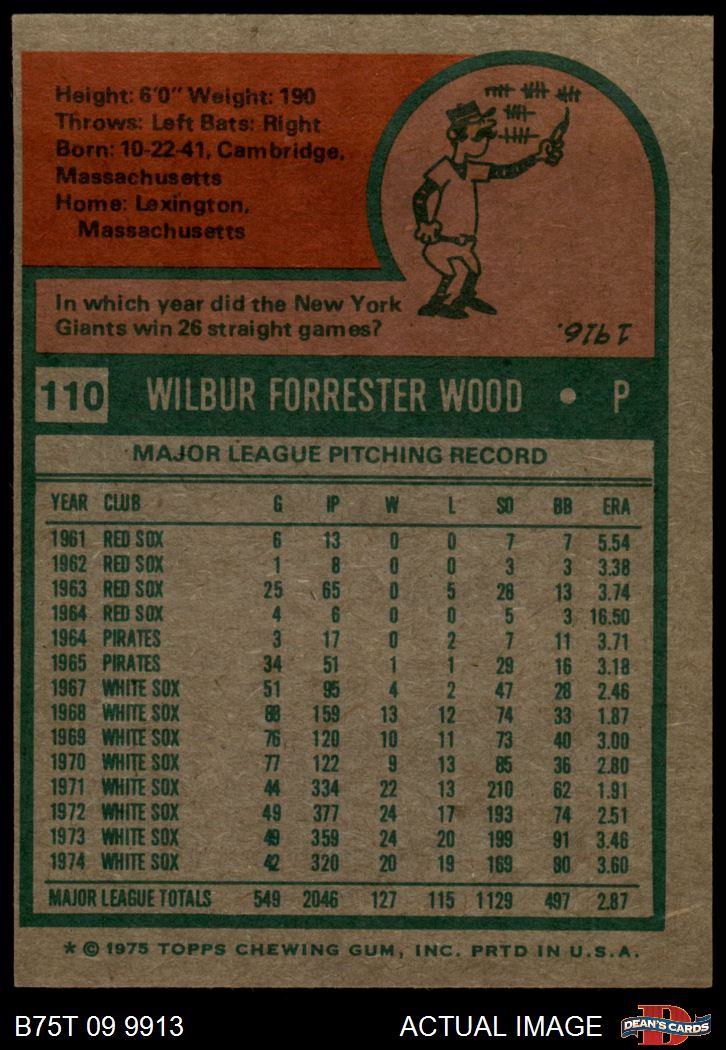 Height: 6'0" Weight: 190
Throws: Left Bats: Right
Born: 10-22-41, Cambridge,
Massachusetts
Home: Lexington,
Massachusetts
In which year did the New York
Giants win 26 straight games?
1916.
110 WILBUR FORRESTER WOOD • P
MAJOR LEAGUE PITCHING RECORD
YEAR CLUB G IP W L SO BB ERA
1961 RED SOX 6 13 0 0 7 7 5.54
1962 RED SOX 1 8 0 0 3 3 3.38
1963 RED SOX 25 65 0 5 28 13 3.74
1964 RED SOX 4 6 0 0 5 3 16.50
1964 PIRATES 3 17 0 2 7 11 3.71
1965 PIRATES 34 51 1 1 29 16 3.18
1967 WHITE SOX 51 95 4 2 47 28 2.46
1968 WHITE SOX 88 159 13 12 74 33 1.87
1969 WHITE SOX 76 120 10 11 73 40 3.00
1970 WHITE SOX 77 122 9 13 85 36 2.80
1971 WHITE SOX 44 334 22 13 210 62 1.91
1972 WHITE SOX 49 377 24 17 193 74 2.51
1973 WHITE SOX 49 359 24 20 199 91 3.46
1974 WHITE SOX 42 320 20 19 169 80 3.60
MAJOR LEAGUE TOTALS 549 2046 127 115 1129 497 2.87
* © 1975 TOPPS CHEWING GUM, INC. PRTD IN U.S.A.
B75T 09 9913 ACTUAL IMAGE
D
DEAN'S CARDS